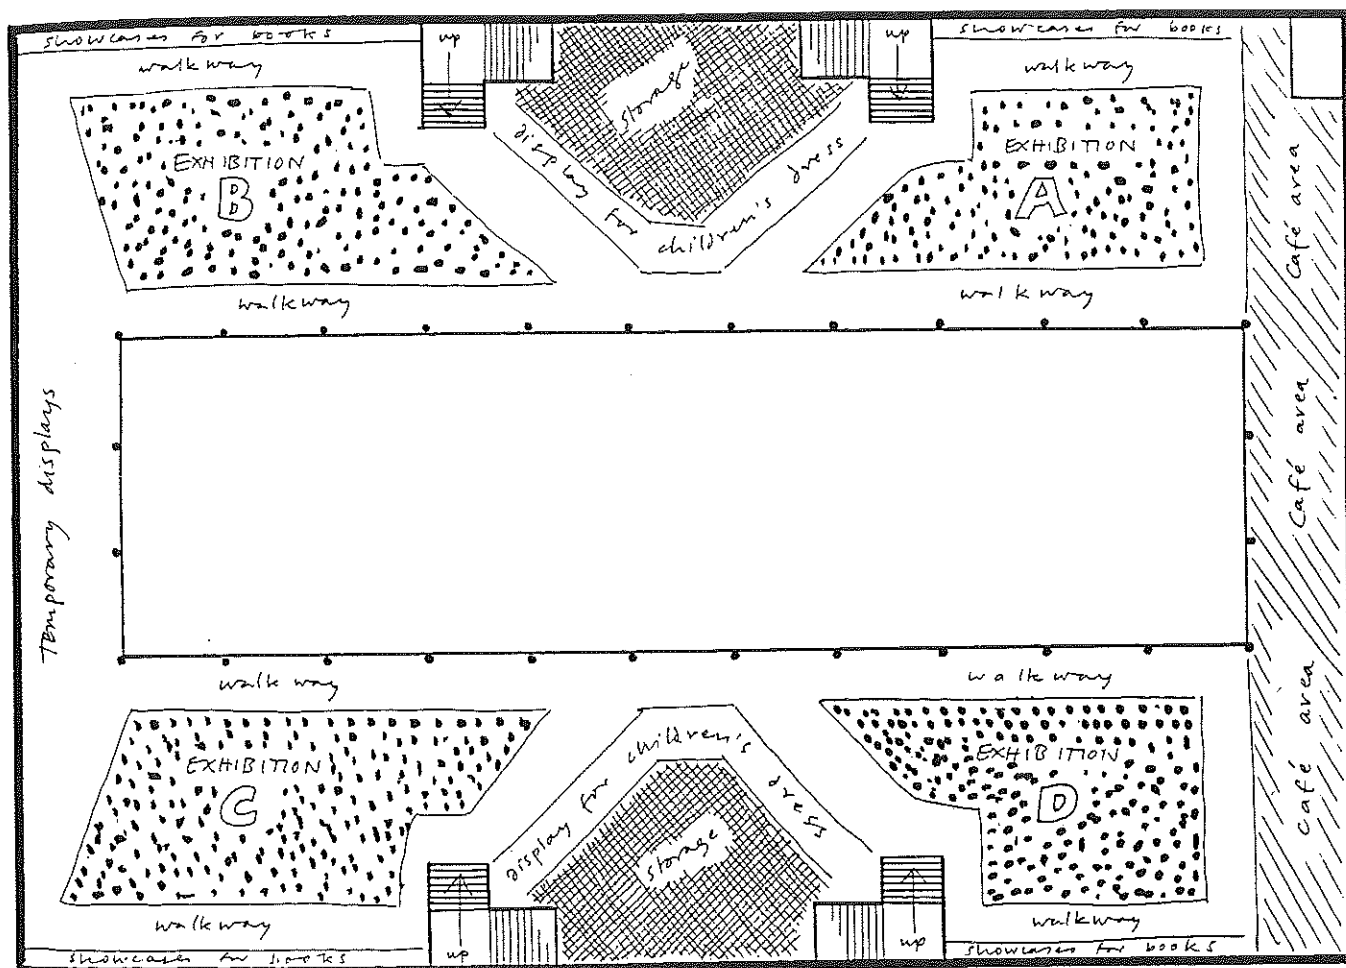 showcases for books
up
storage
up
showcases for books
walkway
walkway
EXHIBITION
B
display for children's dress
EXHIBITION
A
Café area
walkway
walkway
Temporary displays
Café area
walkway
walkway
EXHIBITION
C
display for children's dress
storage
EXHIBITION
D
Café area
walkway
walkway
showcases for books
up
up
showcases for books